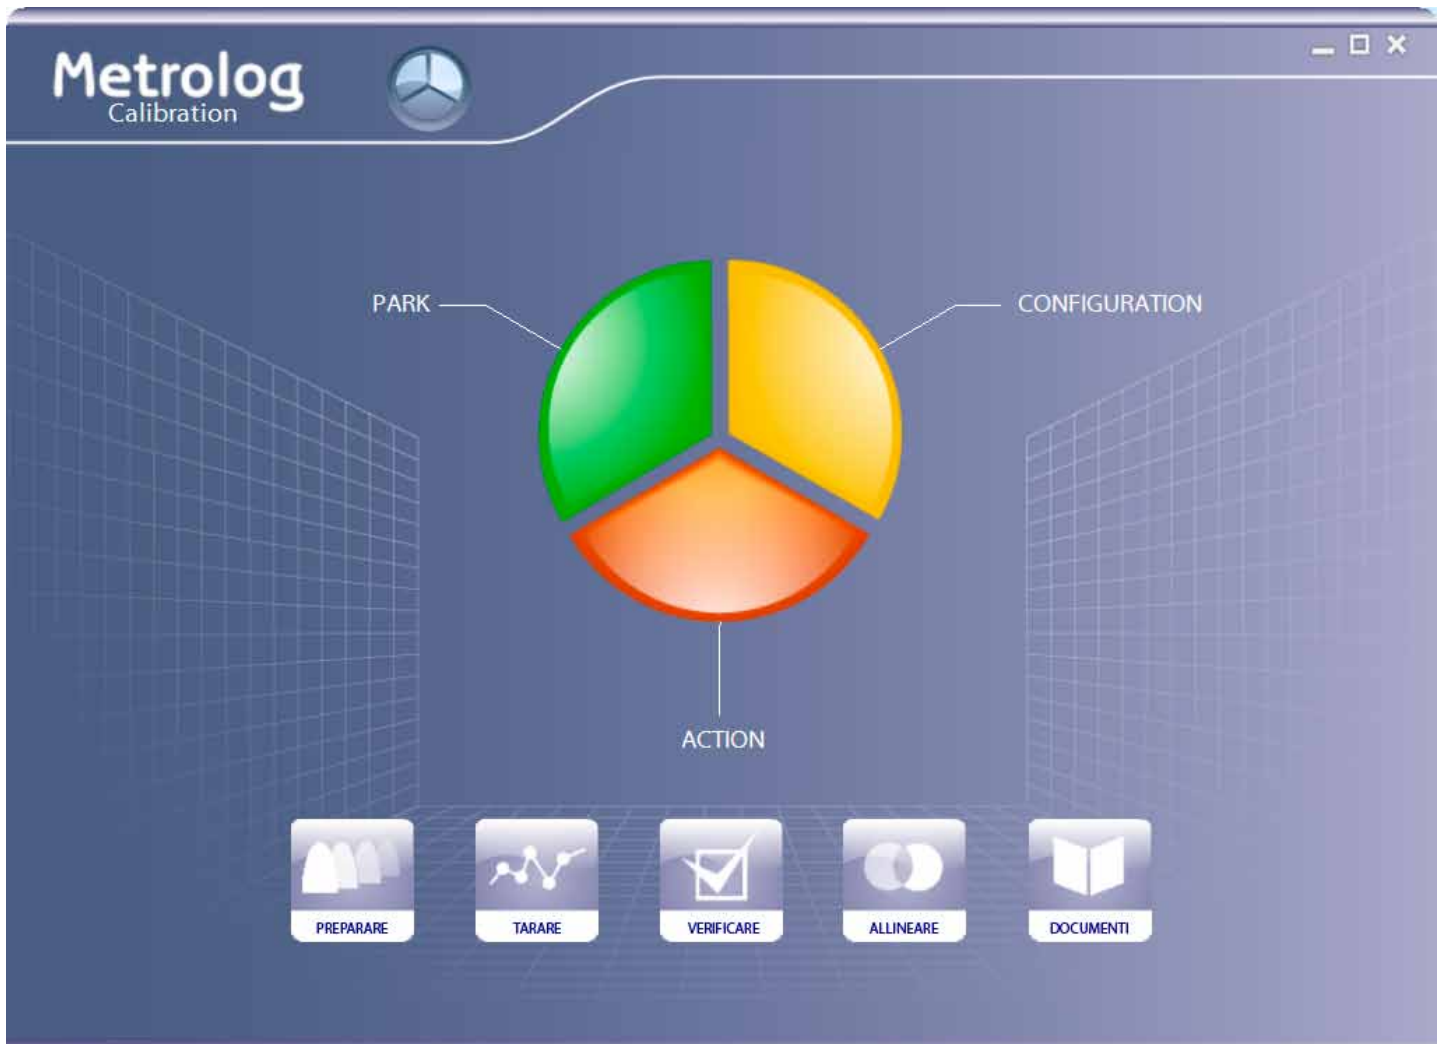 Metrolog
Calibration
PARK
CONFIGURATION
ACTION
PREPARARE
TARARE
VERIFICARE
ALLINEARE
DOCUMENTI